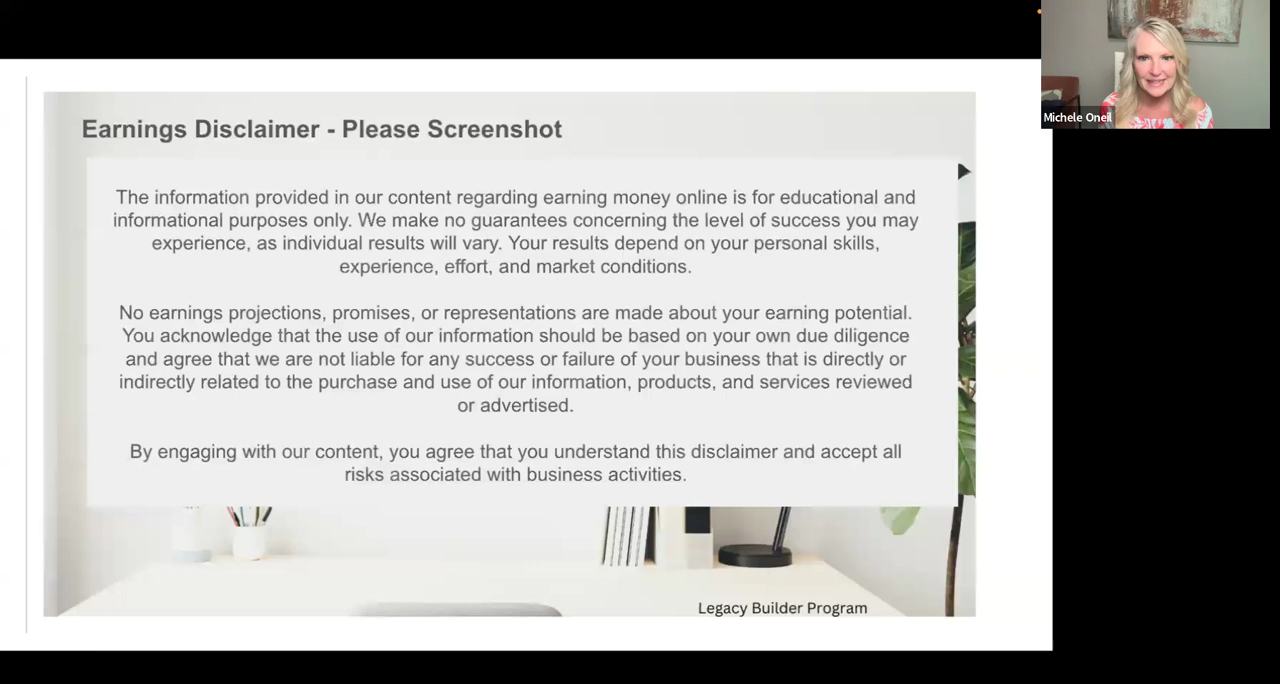 Michele Oneil
Earnings Disclaimer - Please Screenshot
The information provided in our content regarding earning money online is for educational and
informational purposes only. We make no guarantees concerning the level of success you may
experience, as individual results will vary. Your results depend on your personal skills,
experience, effort, and market conditions.
No earnings projections, promises, or representations are made about your earning potential.
You acknowledge that the use of our information should be based on your own due diligence
and agree that we are not liable for any success or failure of your business that is directly or
indirectly related to the purchase and use of our information, products, and services reviewed
or advertised.
By engaging with our content, you agree that you understand this disclaimer and accept all
risks associated with business activities.
Legacy Builder Program